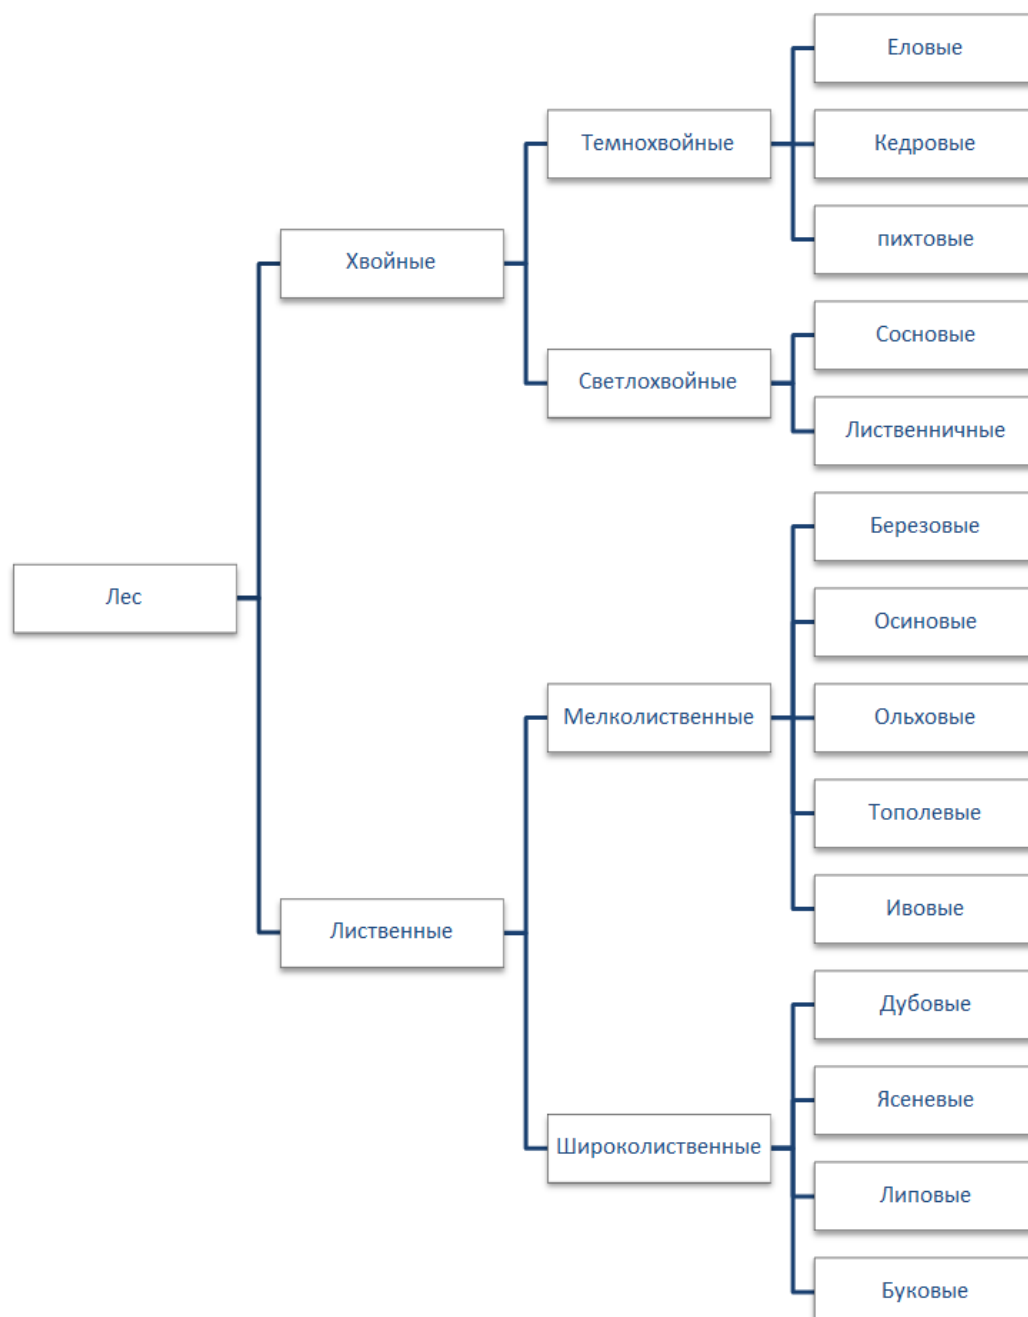 Еловые
Темнохвойные
Кедровые
пихтовые
Хвойные
Сосновые
Светлохвойные
Лиственничные
Березовые
Лес
Осиновые
Мелколиственные
Ольховые
Тополевые
Ивовые
Лиственные
Дубовые
Ясеневые
Широколиственные
Липовые
Буковые